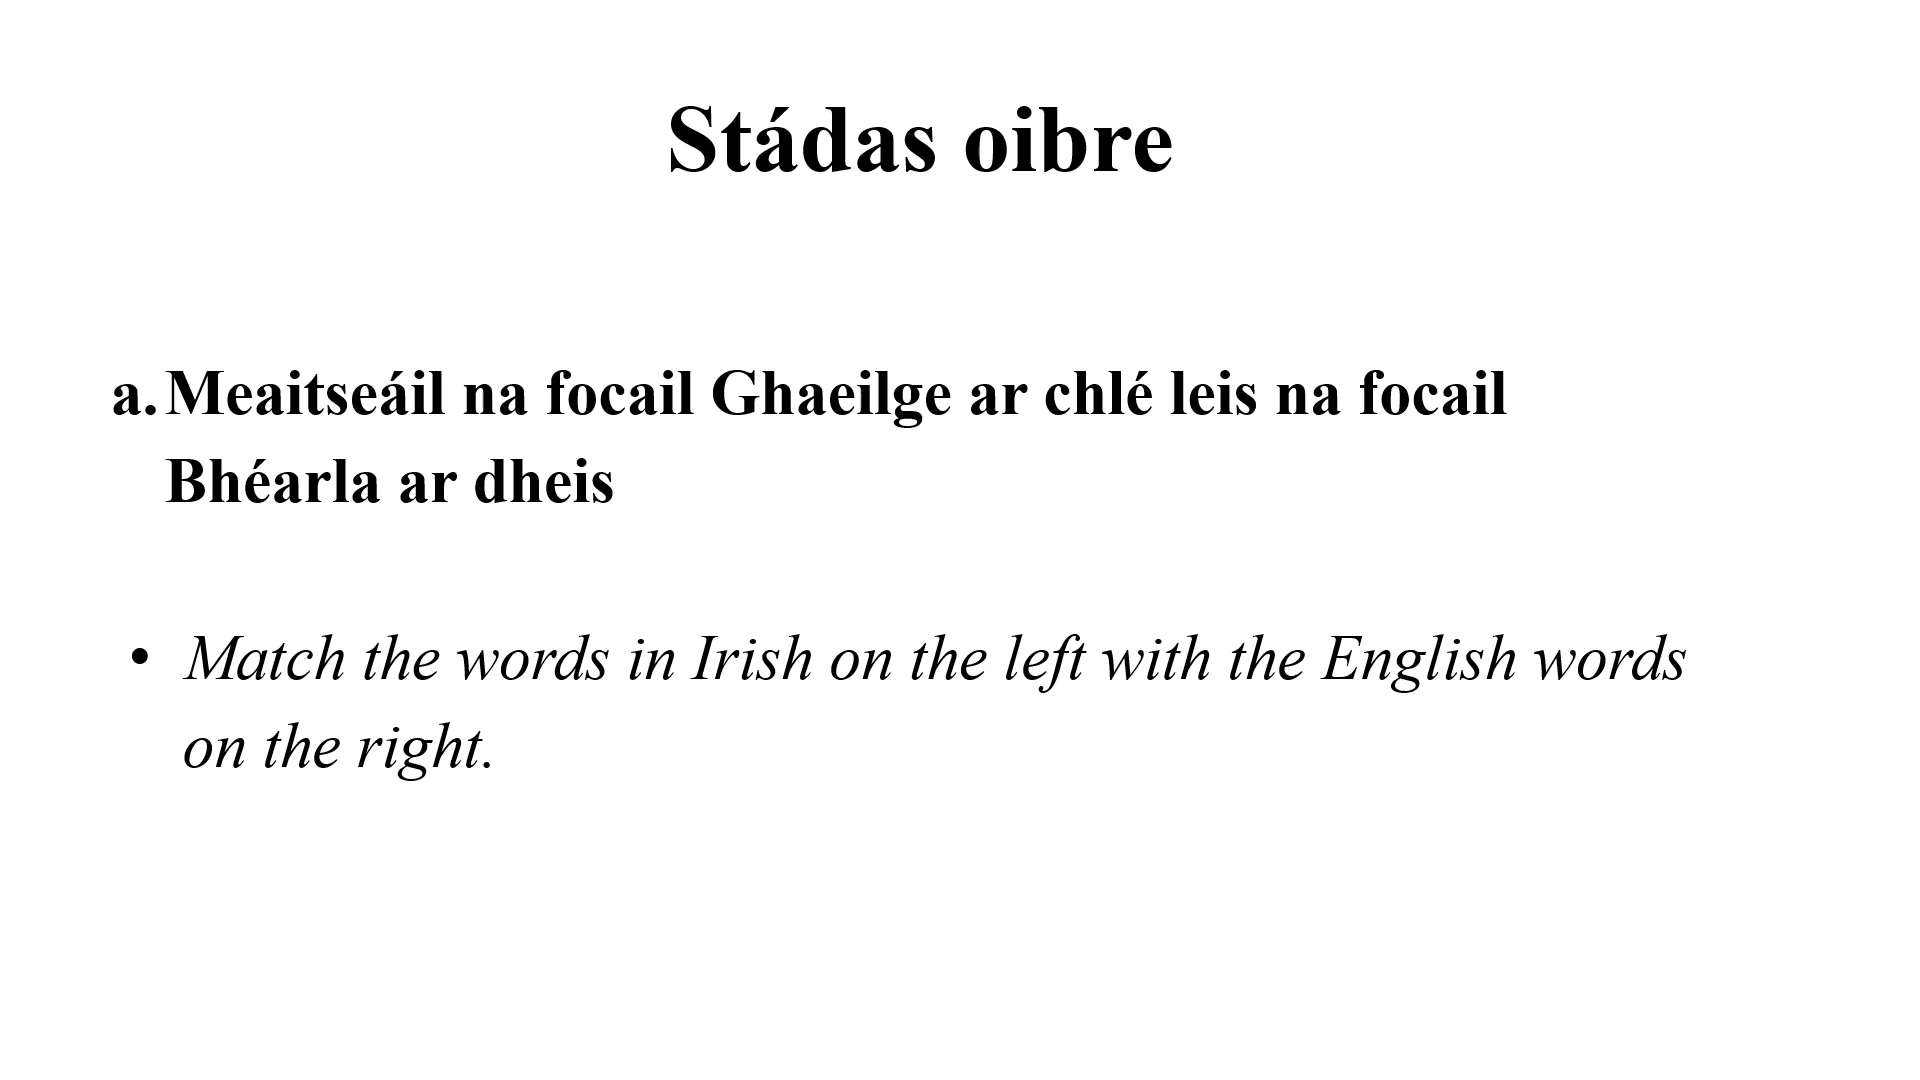 Stádas oibre
a. Meaitseáil na focail Ghaeilge ar chlé leis na focail
Bhéarla ar dheis
• Match the words in Irish on the left with the English words
on the right.